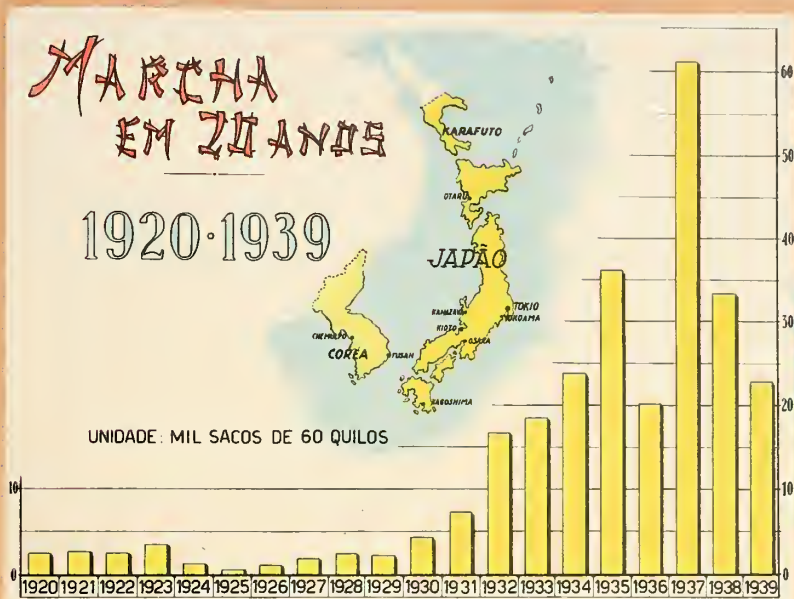 MARCHA
EM 20 ANOS
1920·1939
KARAFUTO
OTARU
JAPÃO
KANAZAVA
TOKIO
YOKOAMA
KIOTO
OSAKA
CHEMULPO
COREA
FUSAN
KAGOSHIMA
UNIDADE: MIL SACOS DE 60 QUILOS
60
50
40
30
20
10
0
10
0
1920 1921 1922 1923 1924 1925 1926 1927 1928 1929 1930 1931 1932 1933 1934 1935 1936 1937 1938 1939